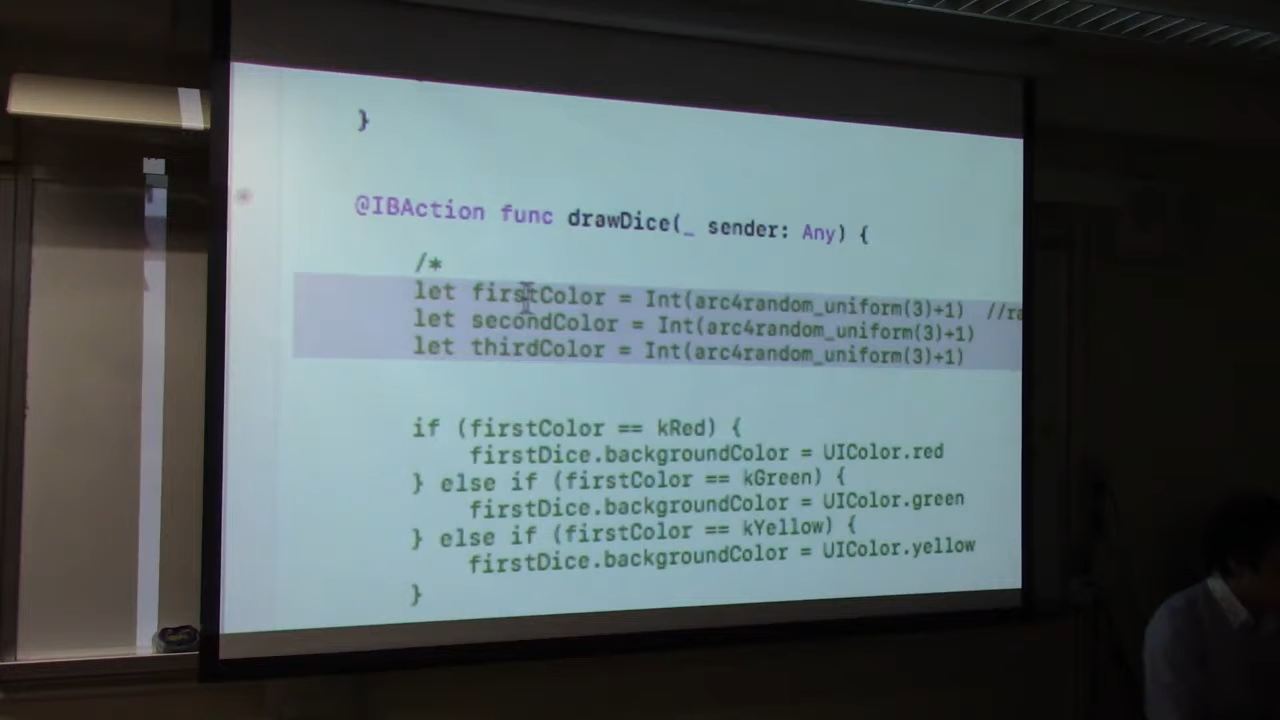 }
@IBAction func drawDice(_ sender: Any) {
/*
let firstColor = Int(arc4random_uniform(3)+1) //ra
let secondColor = Int(arc4random_uniform(3)+1)
let thirdColor = Int(arc4random_uniform(3)+1)
if (firstColor == kRed) {
firstDice.backgroundColor = UIColor.red
} else if (firstColor == kGreen) {
firstDice.backgroundColor = UIColor.green
} else if (firstColor == kYellow) {
firstDice.backgroundColor = UIColor.yellow
}